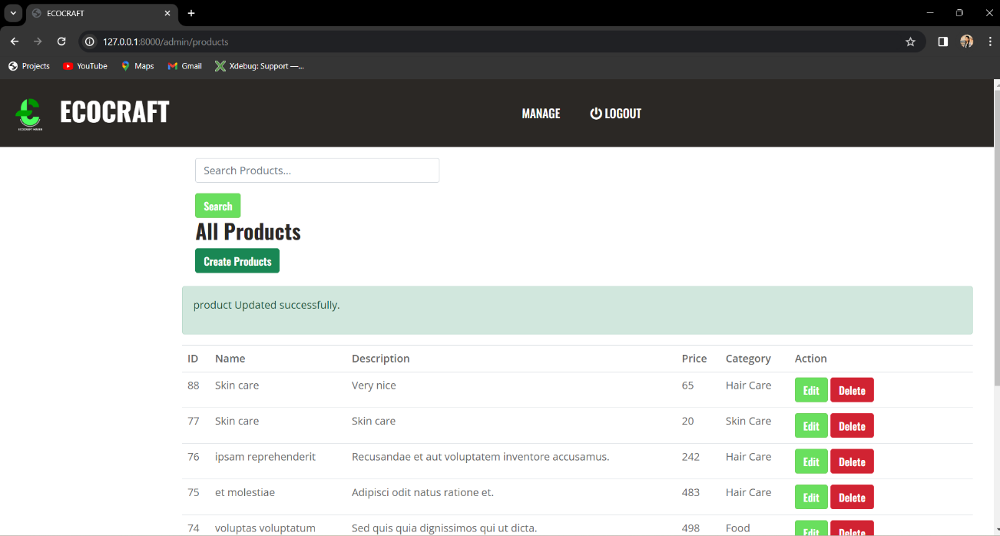 ECOCRAFT
127.0.0.1:8000/admin/products
Projects YouTube Maps Gmail Xdebug: Support —...
ECOCRAFT HAVEN
ECOCRAFT
MANAGE LOGOUT
Search Products...
Search
All Products
Create Products
product Updated successfully.
ID Name Description Price Category Action
88 Skin care Very nice 65 Hair Care Edit Delete
77 Skin care Skin care 20 Skin Care Edit Delete
76 ipsam reprehenderit Recusandae et aut voluptatem inventore accusamus. 242 Hair Care Edit Delete
75 et molestiae Adipisci odit natus ratione et. 483 Hair Care Edit Delete
74 voluptas voluptatum Sed quis quia dignissimos qui ut dicta. 498 Food Edit Delete